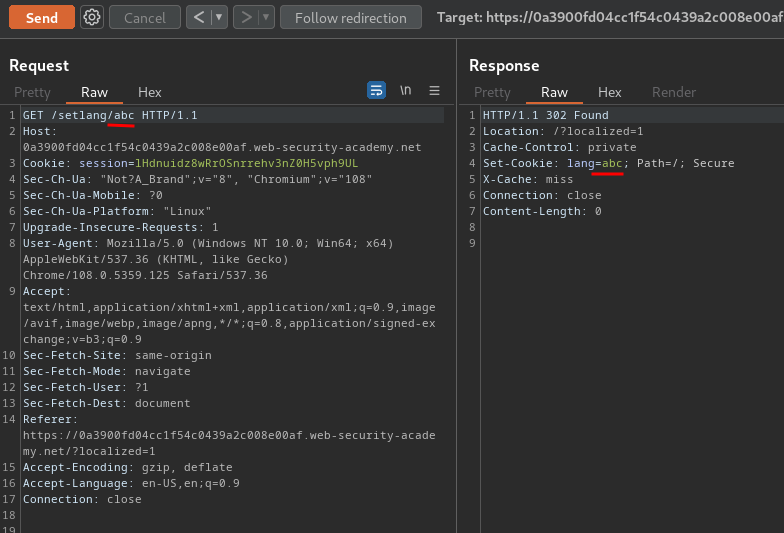 Send
Cancel
< ▼
> ▼
Follow redirection
Target: https://0a3900fd04cc1f54c0439a2c008e00af
Request
Pretty Raw Hex
\n
1 GET /setlang/abc HTTP/1.1
2 Host:
0a3900fd04cc1f54c0439a2c008e00af.web-security-academy.net
3 Cookie: session=lHdnuidz8wRrOSnrrehv3nZ0H5vph9UL
4 Sec-Ch-Ua: "Not?A_Brand";v="8", "Chromium";v="108"
5 Sec-Ch-Ua-Mobile: ?0
6 Sec-Ch-Ua-Platform: "Linux"
7 Upgrade-Insecure-Requests: 1
8 User-Agent: Mozilla/5.0 (Windows NT 10.0; Win64; x64)
AppleWebKit/537.36 (KHTML, like Gecko)
Chrome/108.0.5359.125 Safari/537.36
9 Accept:
text/html,application/xhtml+xml,application/xml;q=0.9,image
/avif,image/webp,image/apng,*/*;q=0.8,application/signed-ex
change;v=b3;q=0.9
10 Sec-Fetch-Site: same-origin
11 Sec-Fetch-Mode: navigate
12 Sec-Fetch-User: ?1
13 Sec-Fetch-Dest: document
14 Referer:
https://0a3900fd04cc1f54c0439a2c008e00af.web-security-acade
my.net/?localized=1
15 Accept-Encoding: gzip, deflate
16 Accept-Language: en-US,en;q=0.9
17 Connection: close
18
19
Response
Pretty Raw Hex Render
1 HTTP/1.1 302 Found
2 Location: /?localized=1
3 Cache-Control: private
4 Set-Cookie: lang=abc; Path=/; Secure
5 X-Cache: miss
6 Connection: close
7 Content-Length: 0
8
9